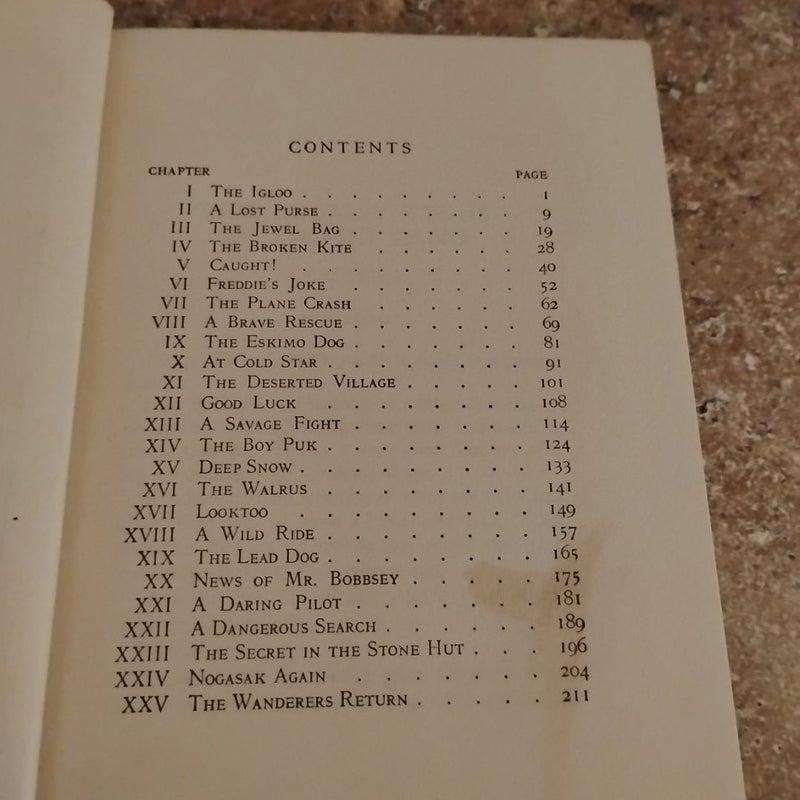 CONTENTS
CHAPTER PAGE
I THE IGLOO . . . . . . . . 1
II A LOST PURSE . . . . . . . 9
III THE JEWEL BAG . . . . . . 19
IV THE BROKEN KITE . . . . . 28
V CAUGHT! . . . . . . . . 40
VI FREDDIE'S JOKE . . . . . . 52
VII THE PLANE CRASH . . . . . 62
VIII A BRAVE RESCUE . . . . . . 69
IX THE ESKIMO DOG . . . . . . 81
X AT COLD STAR . . . . . . . 91
XI THE DESERTED VILLAGE . . . . 101
XII GOOD LUCK . . . . . . . 108
XIII A SAVAGE FIGHT . . . . . . 114
XIV THE BOY PUK . . . . . . . 124
XV DEEP SNOW . . . . . . . . 133
XVI THE WALRUS . . . . . . . 141
XVII LOOKTOO . . . . . . . . 149
XVIII A WILD RIDE . . . . . . . 157
XIX THE LEAD DOG . . . . . . . 165
XX NEWS OF MR. BOBBSEY . . . . . 175
XXI A DARING PILOT . . . . . . 181
XXII A DANGEROUS SEARCH . . . . . 189
XXIII THE SECRET IN THE STONE HUT . . . 196
XXIV NOGASAK AGAIN . . . . . . 204
XXV THE WANDERERS RETURN . . . . . 211